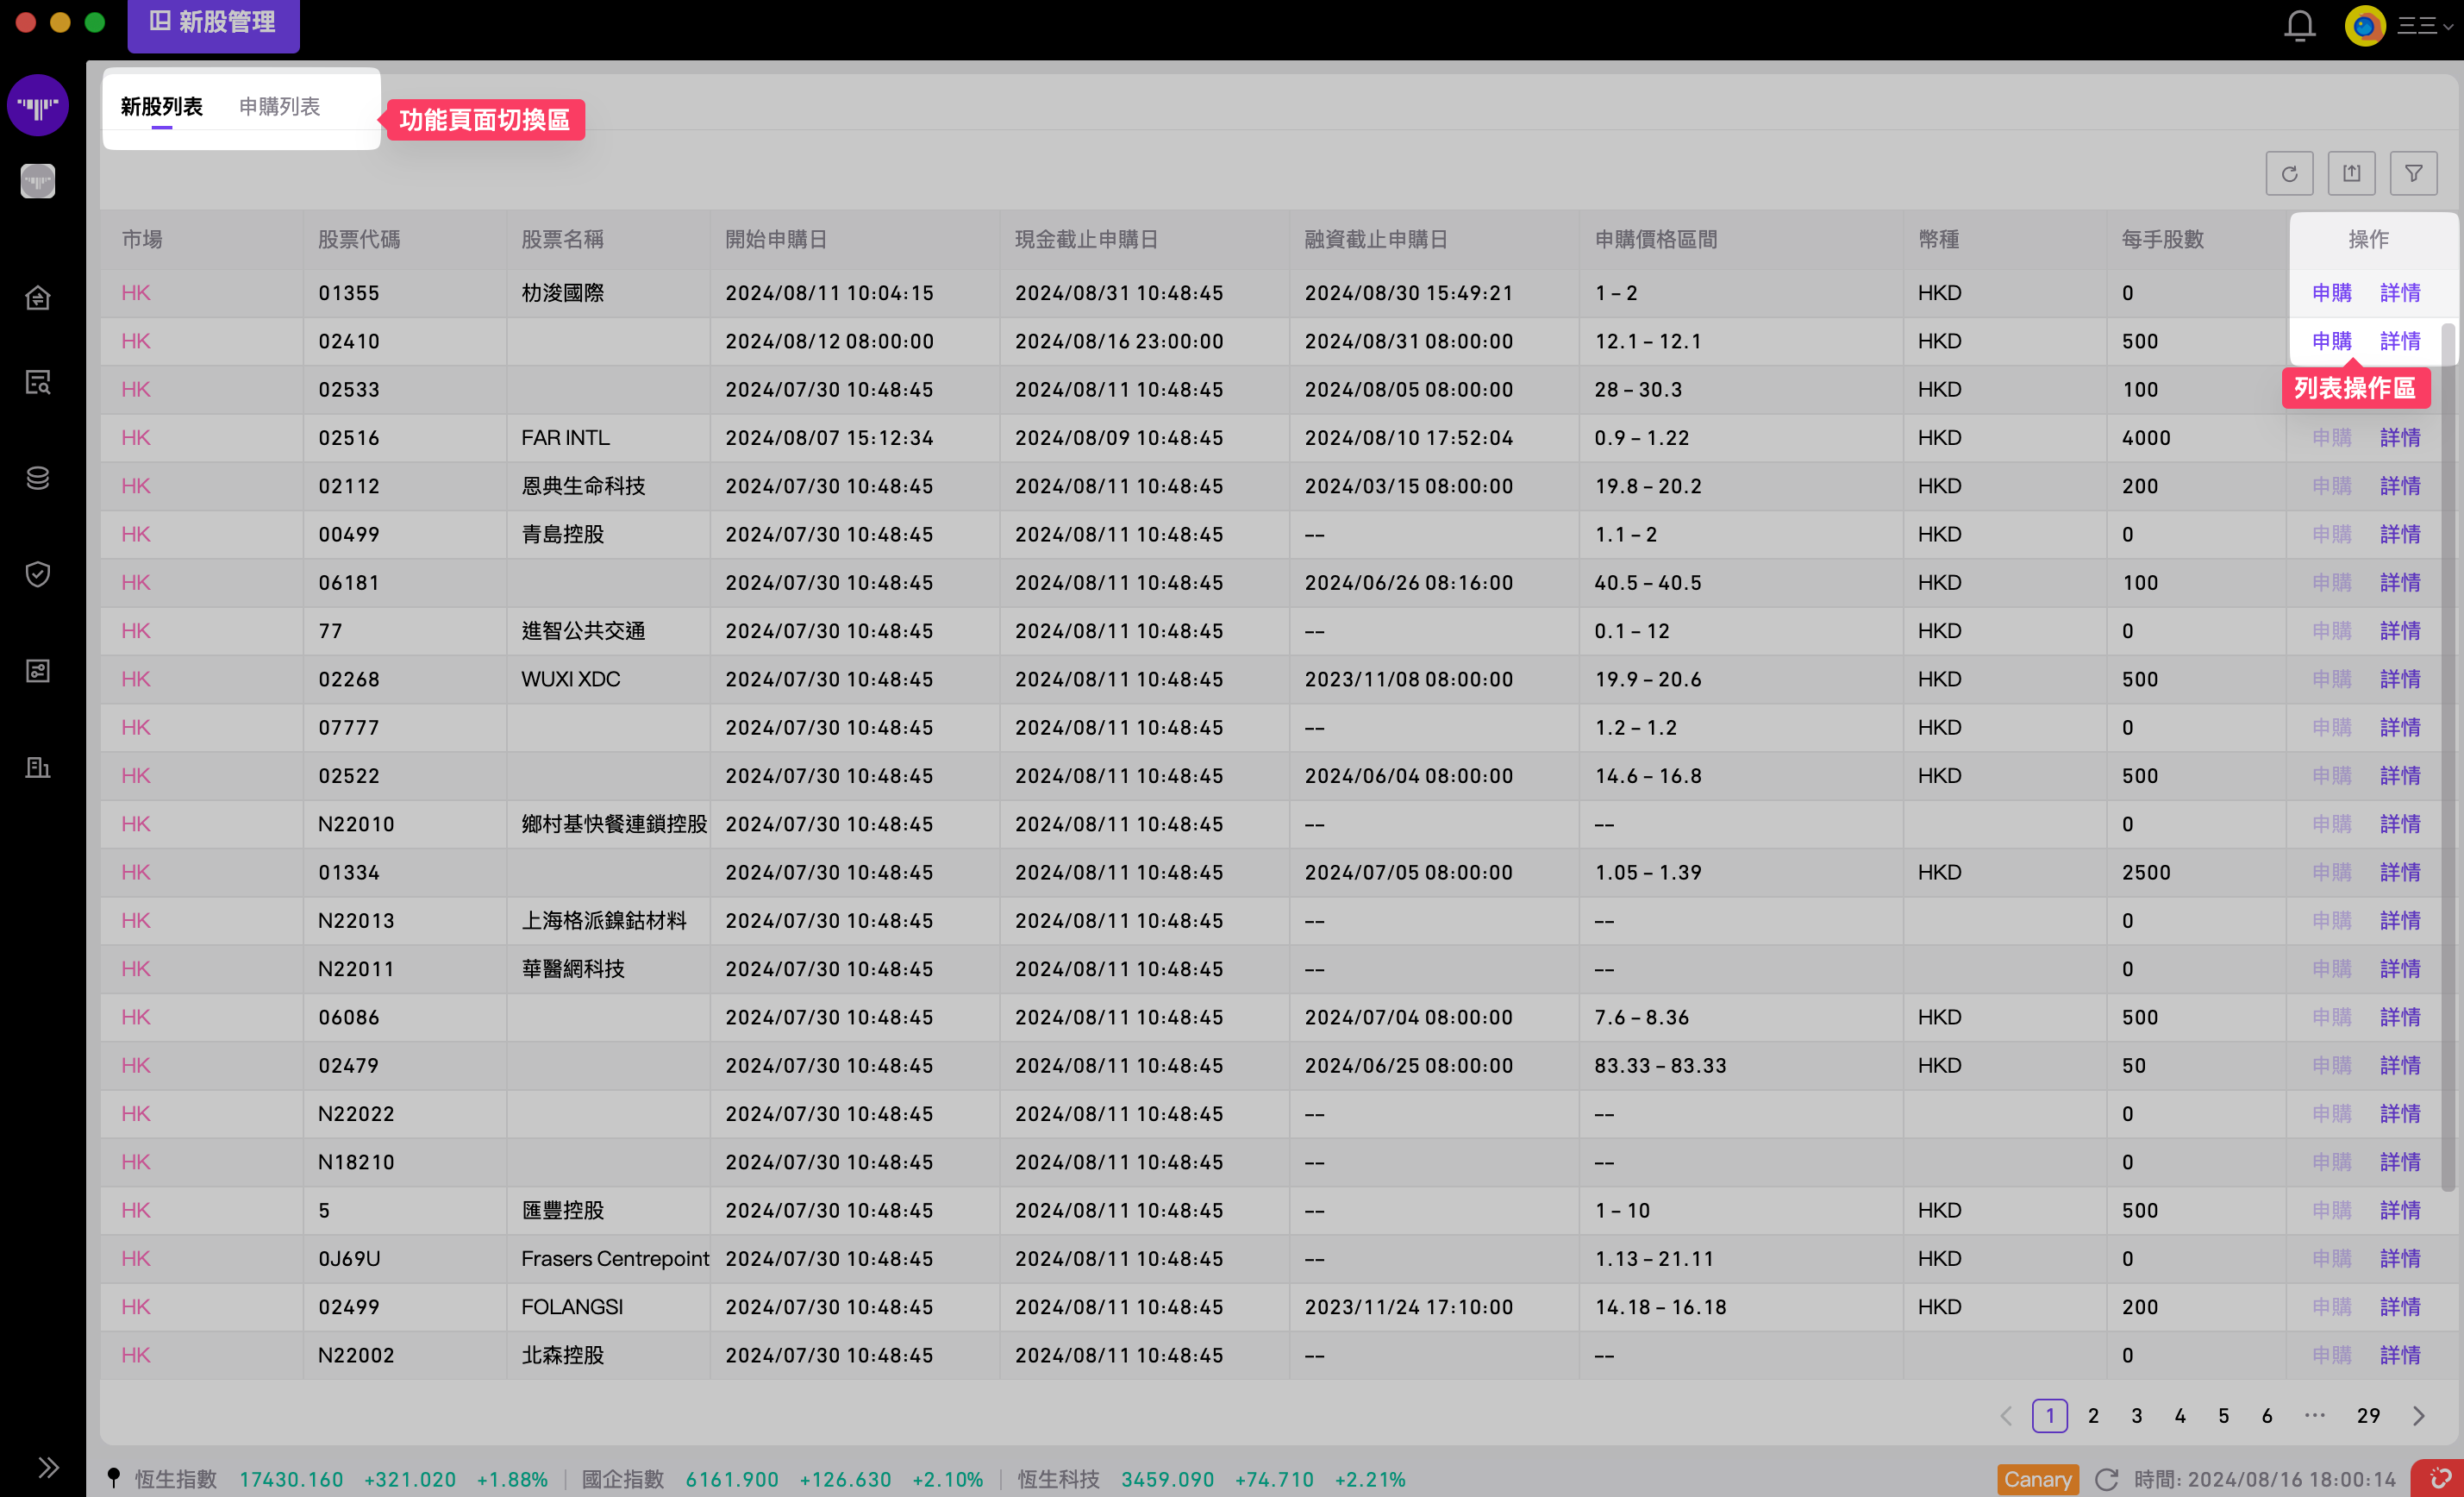 新股管理
三三
新股列表 申購列表
功能頁面切換區
市場 股票代碼 股票名稱 開始申購日 現金截止申購日 融資截止申購日 申購價格區間 幣種 每手股數 操作
HK 01355 朸濬國際 2024/08/11 10:04:15 2024/08/31 10:48:45 2024/08/30 15:49:21 1 – 2 HKD 0 申購 詳情
HK 02410 2024/08/12 08:00:00 2024/08/16 23:00:00 2024/08/31 08:00:00 12.1 – 12.1 HKD 500 申購 詳情
HK 02533 2024/07/30 10:48:45 2024/08/11 10:48:45 2024/08/05 08:00:00 28 – 30.3 HKD 100
列表操作區
HK 02516 FAR INTL 2024/08/07 15:12:34 2024/08/09 10:48:45 2024/08/10 17:52:04 0.9 – 1.22 HKD 4000 申購 詳情
HK 02112 恩典生命科技 2024/07/30 10:48:45 2024/08/11 10:48:45 2024/03/15 08:00:00 19.8 – 20.2 HKD 200 申購 詳情
HK 00499 青島控股 2024/07/30 10:48:45 2024/08/11 10:48:45 -- 1.1 – 2 HKD 0 申購 詳情
HK 06181 2024/07/30 10:48:45 2024/08/11 10:48:45 2024/06/26 08:16:00 40.5 – 40.5 HKD 100 申購 詳情
HK 77 進智公共交通 2024/07/30 10:48:45 2024/08/11 10:48:45 -- 0.1 – 12 HKD 0 申購 詳情
HK 02268 WUXI XDC 2024/07/30 10:48:45 2024/08/11 10:48:45 2023/11/08 08:00:00 19.9 – 20.6 HKD 500 申購 詳情
HK 07777 2024/07/30 10:48:45 2024/08/11 10:48:45 -- 1.2 – 1.2 HKD 0 申購 詳情
HK 02522 2024/07/30 10:48:45 2024/08/11 10:48:45 2024/06/04 08:00:00 14.6 – 16.8 HKD 500 申購 詳情
HK N22010 鄉村基快餐連鎖控股 2024/07/30 10:48:45 2024/08/11 10:48:45 -- -- 0 申購 詳情
HK 01334 2024/07/30 10:48:45 2024/08/11 10:48:45 2024/07/05 08:00:00 1.05 – 1.39 HKD 2500 申購 詳情
HK N22013 上海格派鎳鈷材料 2024/07/30 10:48:45 2024/08/11 10:48:45 -- -- 0 申購 詳情
HK N22011 華醫網科技 2024/07/30 10:48:45 2024/08/11 10:48:45 -- -- 0 申購 詳情
HK 06086 2024/07/30 10:48:45 2024/08/11 10:48:45 2024/07/04 08:00:00 7.6 – 8.36 HKD 500 申購 詳情
HK 02479 2024/07/30 10:48:45 2024/08/11 10:48:45 2024/06/25 08:00:00 83.33 – 83.33 HKD 50 申購 詳情
HK N22022 2024/07/30 10:48:45 2024/08/11 10:48:45 -- -- 0 申購 詳情
HK N18210 2024/07/30 10:48:45 2024/08/11 10:48:45 -- -- 0 申購 詳情
HK 5 匯豐控股 2024/07/30 10:48:45 2024/08/11 10:48:45 -- 1 – 10 HKD 500 申購 詳情
HK 0J69U Frasers Centrepoint 2024/07/30 10:48:45 2024/08/11 10:48:45 -- 1.13 – 21.11 HKD 0 申購 詳情
HK 02499 FOLANGSI 2024/07/30 10:48:45 2024/08/11 10:48:45 2023/11/24 17:10:00 14.18 – 16.18 HKD 200 申購 詳情
HK N22002 北森控股 2024/07/30 10:48:45 2024/08/11 10:48:45 -- -- 0 申購 詳情
1 2 3 4 5 6 ··· 29
恆生指數 17430.160 +321.020 +1.88% 國企指數 6161.900 +126.630 +2.10% 恆生科技 3459.090 +74.710 +2.21% Canary 時間: 2024/08/16 18:00:14